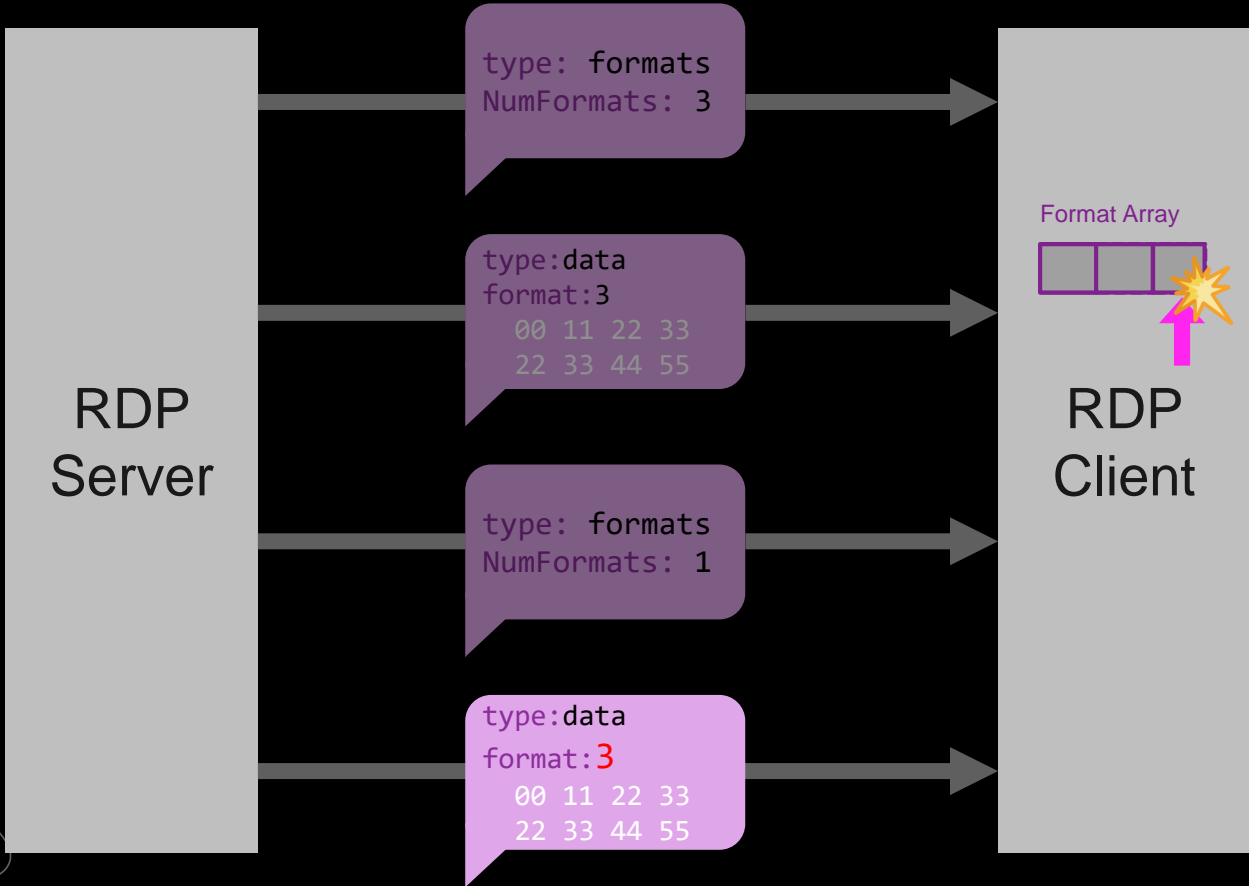 RDP
Server
type: formats
NumFormats: 3
type:data
format:3
00 11 22 33
22 33 44 55
type: formats
NumFormats: 1
type:data
format:3
00 11 22 33
22 33 44 55
Format Array
RDP
Client